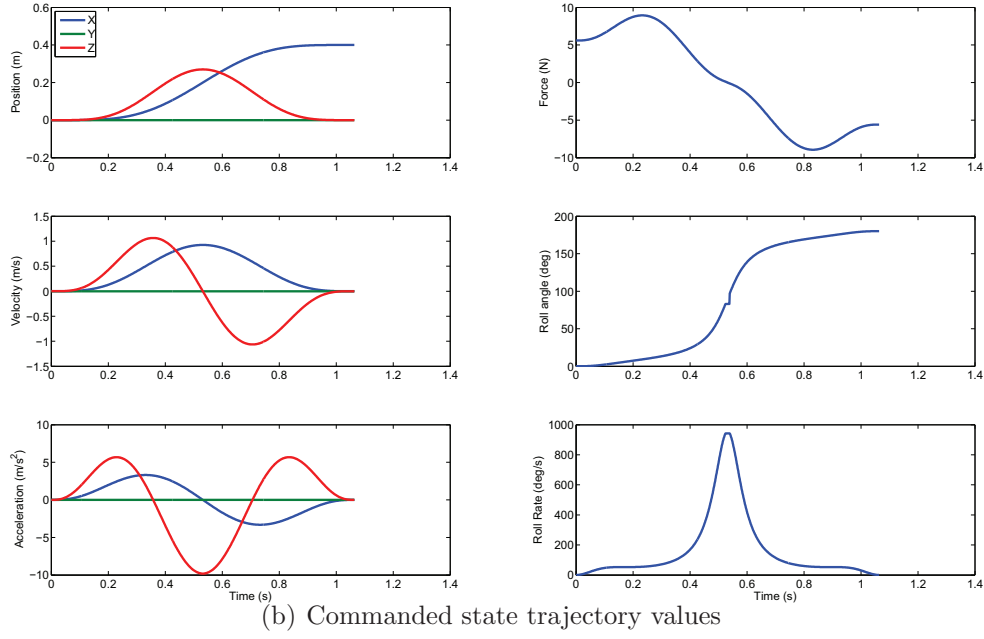 X
Y
Z
Position (m)
0.6
0.4
0.2
0
−0.2
0 0.2 0.4 0.6 0.8 1 1.2 1.4
Force (N)
10
5
0
−5
−10
0 0.2 0.4 0.6 0.8 1 1.2 1.4
Velocity (m/s)
1.5
1
0.5
0
−0.5
−1
−1.5
0 0.2 0.4 0.6 0.8 1 1.2 1.4
Roll angle (deg)
200
150
100
50
0
0 0.2 0.4 0.6 0.8 1 1.2 1.4
Acceleration (m/s²)
10
5
0
−5
−10
0 0.2 0.4 0.6 0.8 1 1.2 1.4
Time (s)
Roll Rate (deg/s)
1000
800
600
400
200
0
0 0.2 0.4 0.6 0.8 1 1.2 1.4
Time (s)
(b) Commanded state trajectory values